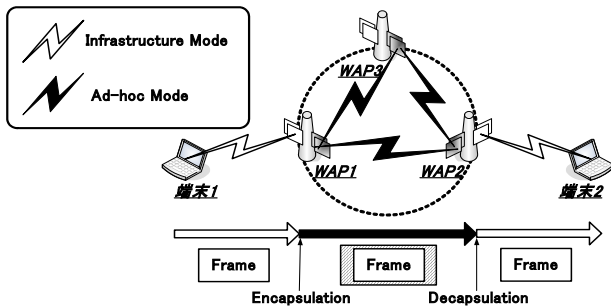 Infrastructure Mode
Ad-hoc Mode
WAP3
WAP1
WAP2
端末1
端末2
Frame
Frame
Frame
Encapsulation
Decapsulation